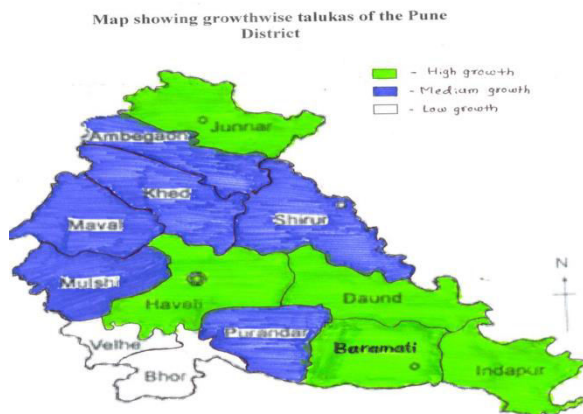 Map showing growthwise talukas of the Pune
District
- High growth
- Medium growth
- Low growth
Junnar
Ambegaon
Khed
Shirur
Maval
Mulshi
Haveli
Daund
N
Velhe
Purandar
Baramati
Indapur
Bhor